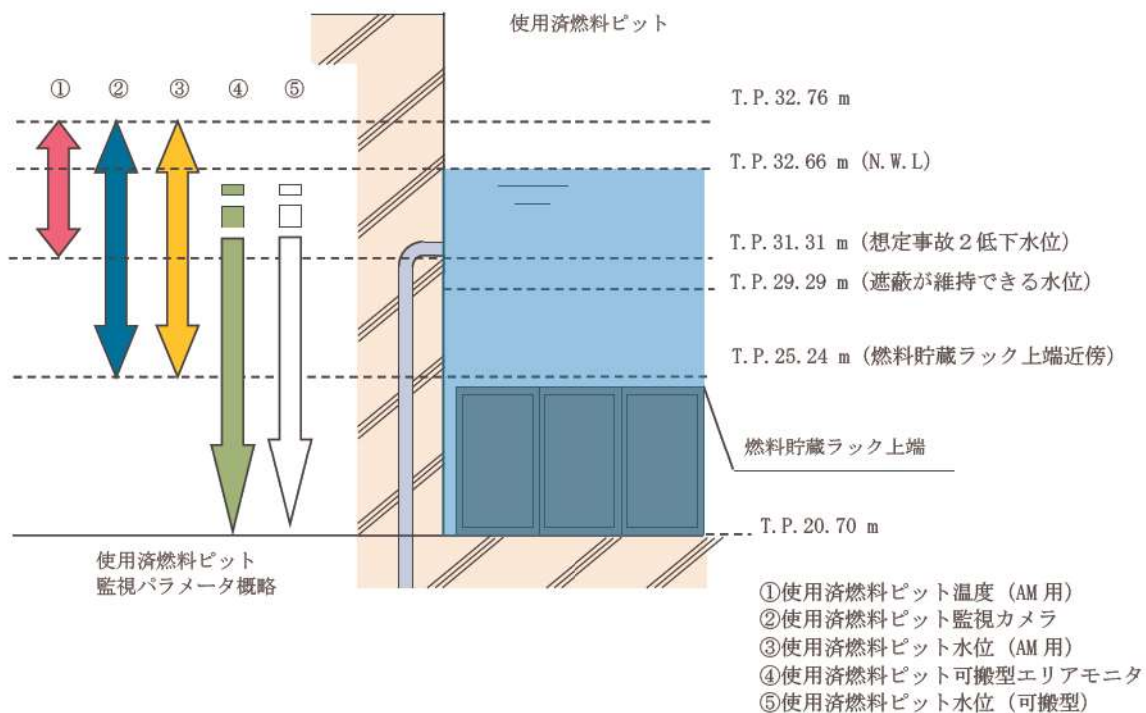 使用済燃料ピット
① ② ③ ④ ⑤
T.P.32.76 m
T.P.32.66 m (N.W.L)
T.P.31.31 m (想定事故2低下水位)
T.P.29.29 m (遮蔽が維持できる水位)
T.P.25.24 m (燃料貯蔵ラック上端近傍)
燃料貯蔵ラック上端
T.P.20.70 m
使用済燃料ピット
監視パラメータ概略
①使用済燃料ピット温度 (AM用)
②使用済燃料ピット監視カメラ
③使用済燃料ピット水位 (AM用)
④使用済燃料ピット可搬型エリアモニタ
⑤使用済燃料ピット水位 (可搬型)